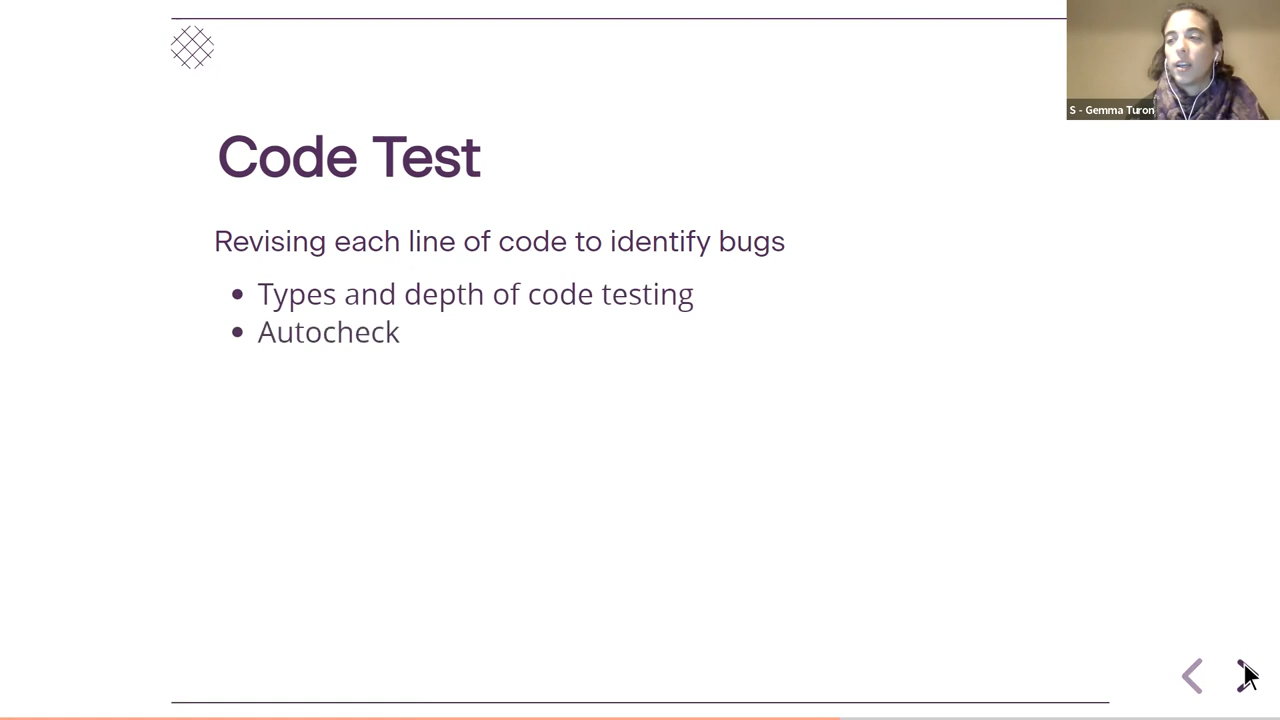 S - Gemma Turon
Code Test
Revising each line of code to identify bugs
Types and depth of code testing
Autocheck